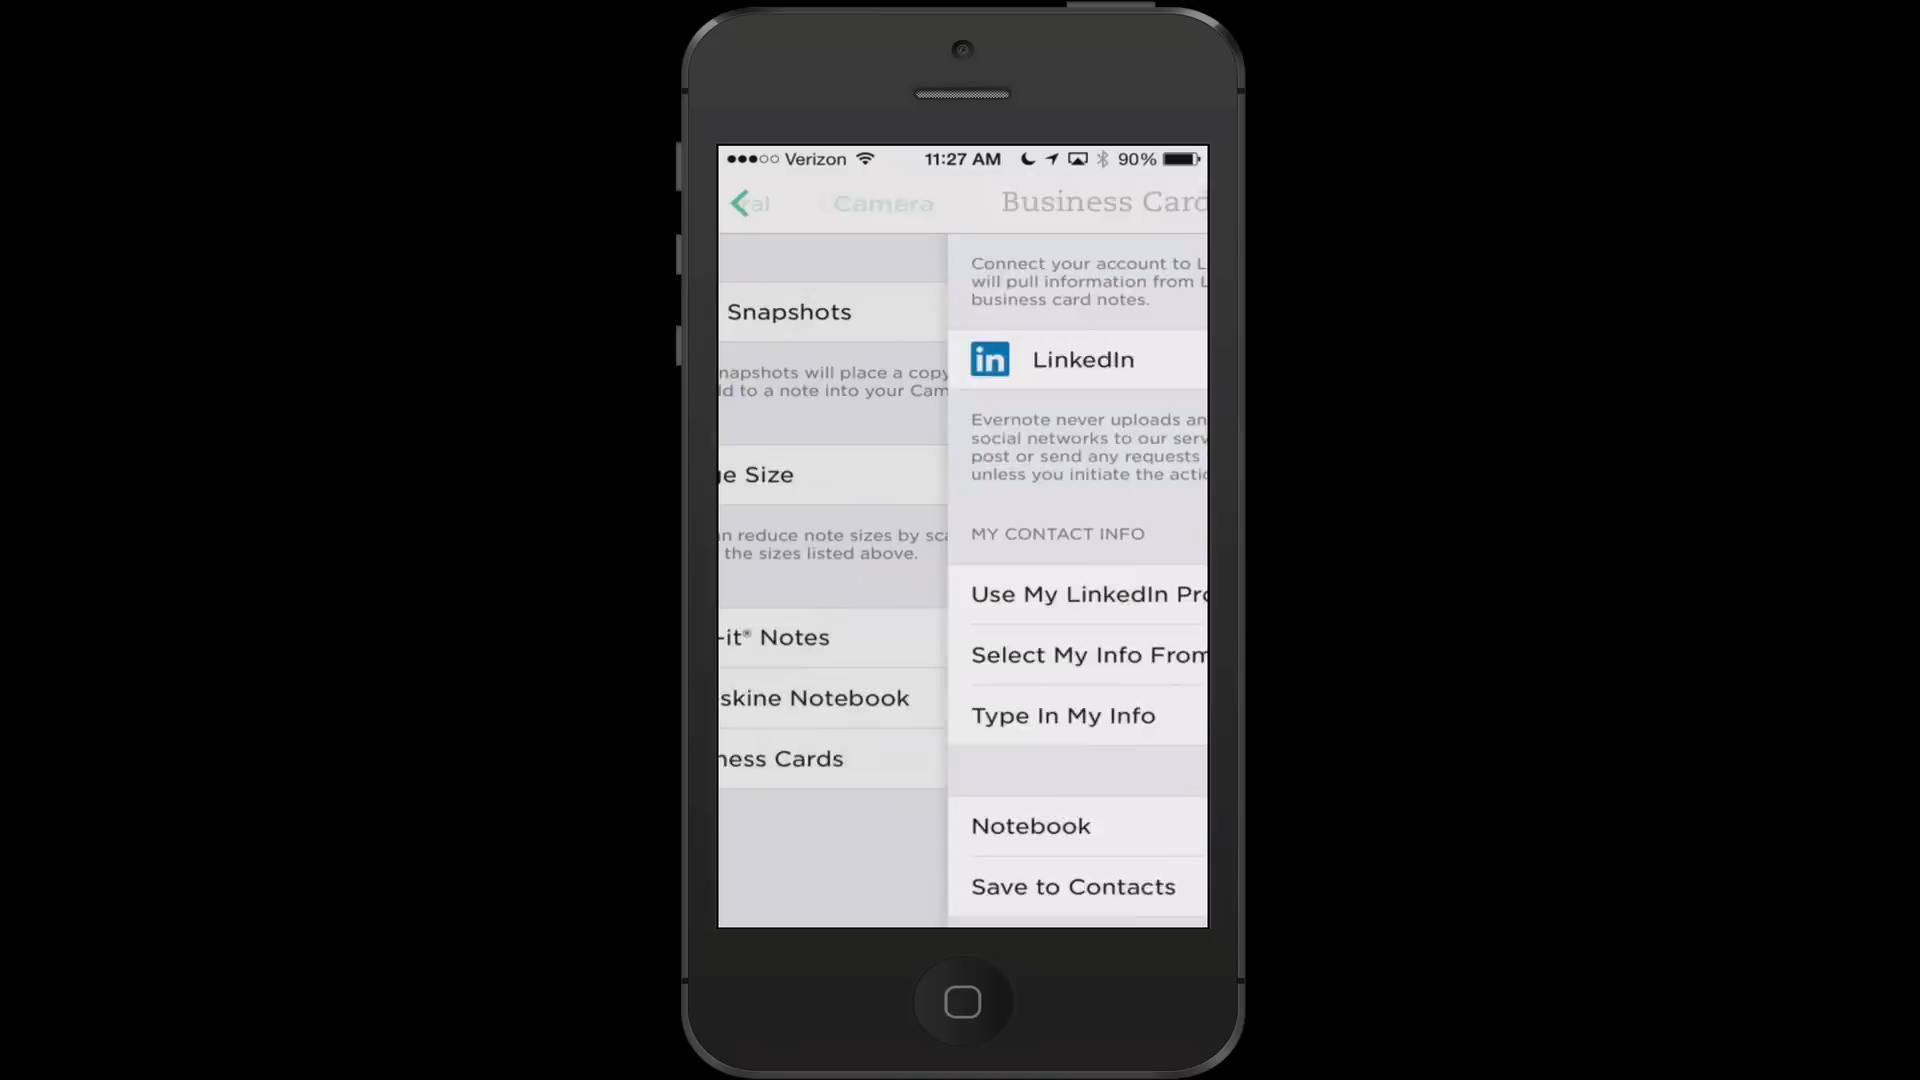 Verizon 11:27 AM 90%
ral Camera Business Card
Snapshots
napshots will place a copy
ld to a note into your Cam
e Size
n reduce note sizes by sca
the sizes listed above.
-it® Notes
skine Notebook
ness Cards
Connect your account to L
will pull information from L
business card notes.
in LinkedIn
Evernote never uploads an
social networks to our serv
post or send any requests
unless you initiate the actio
MY CONTACT INFO
Use My LinkedIn Pro
Select My Info From
Type In My Info
Notebook
Save to Contacts